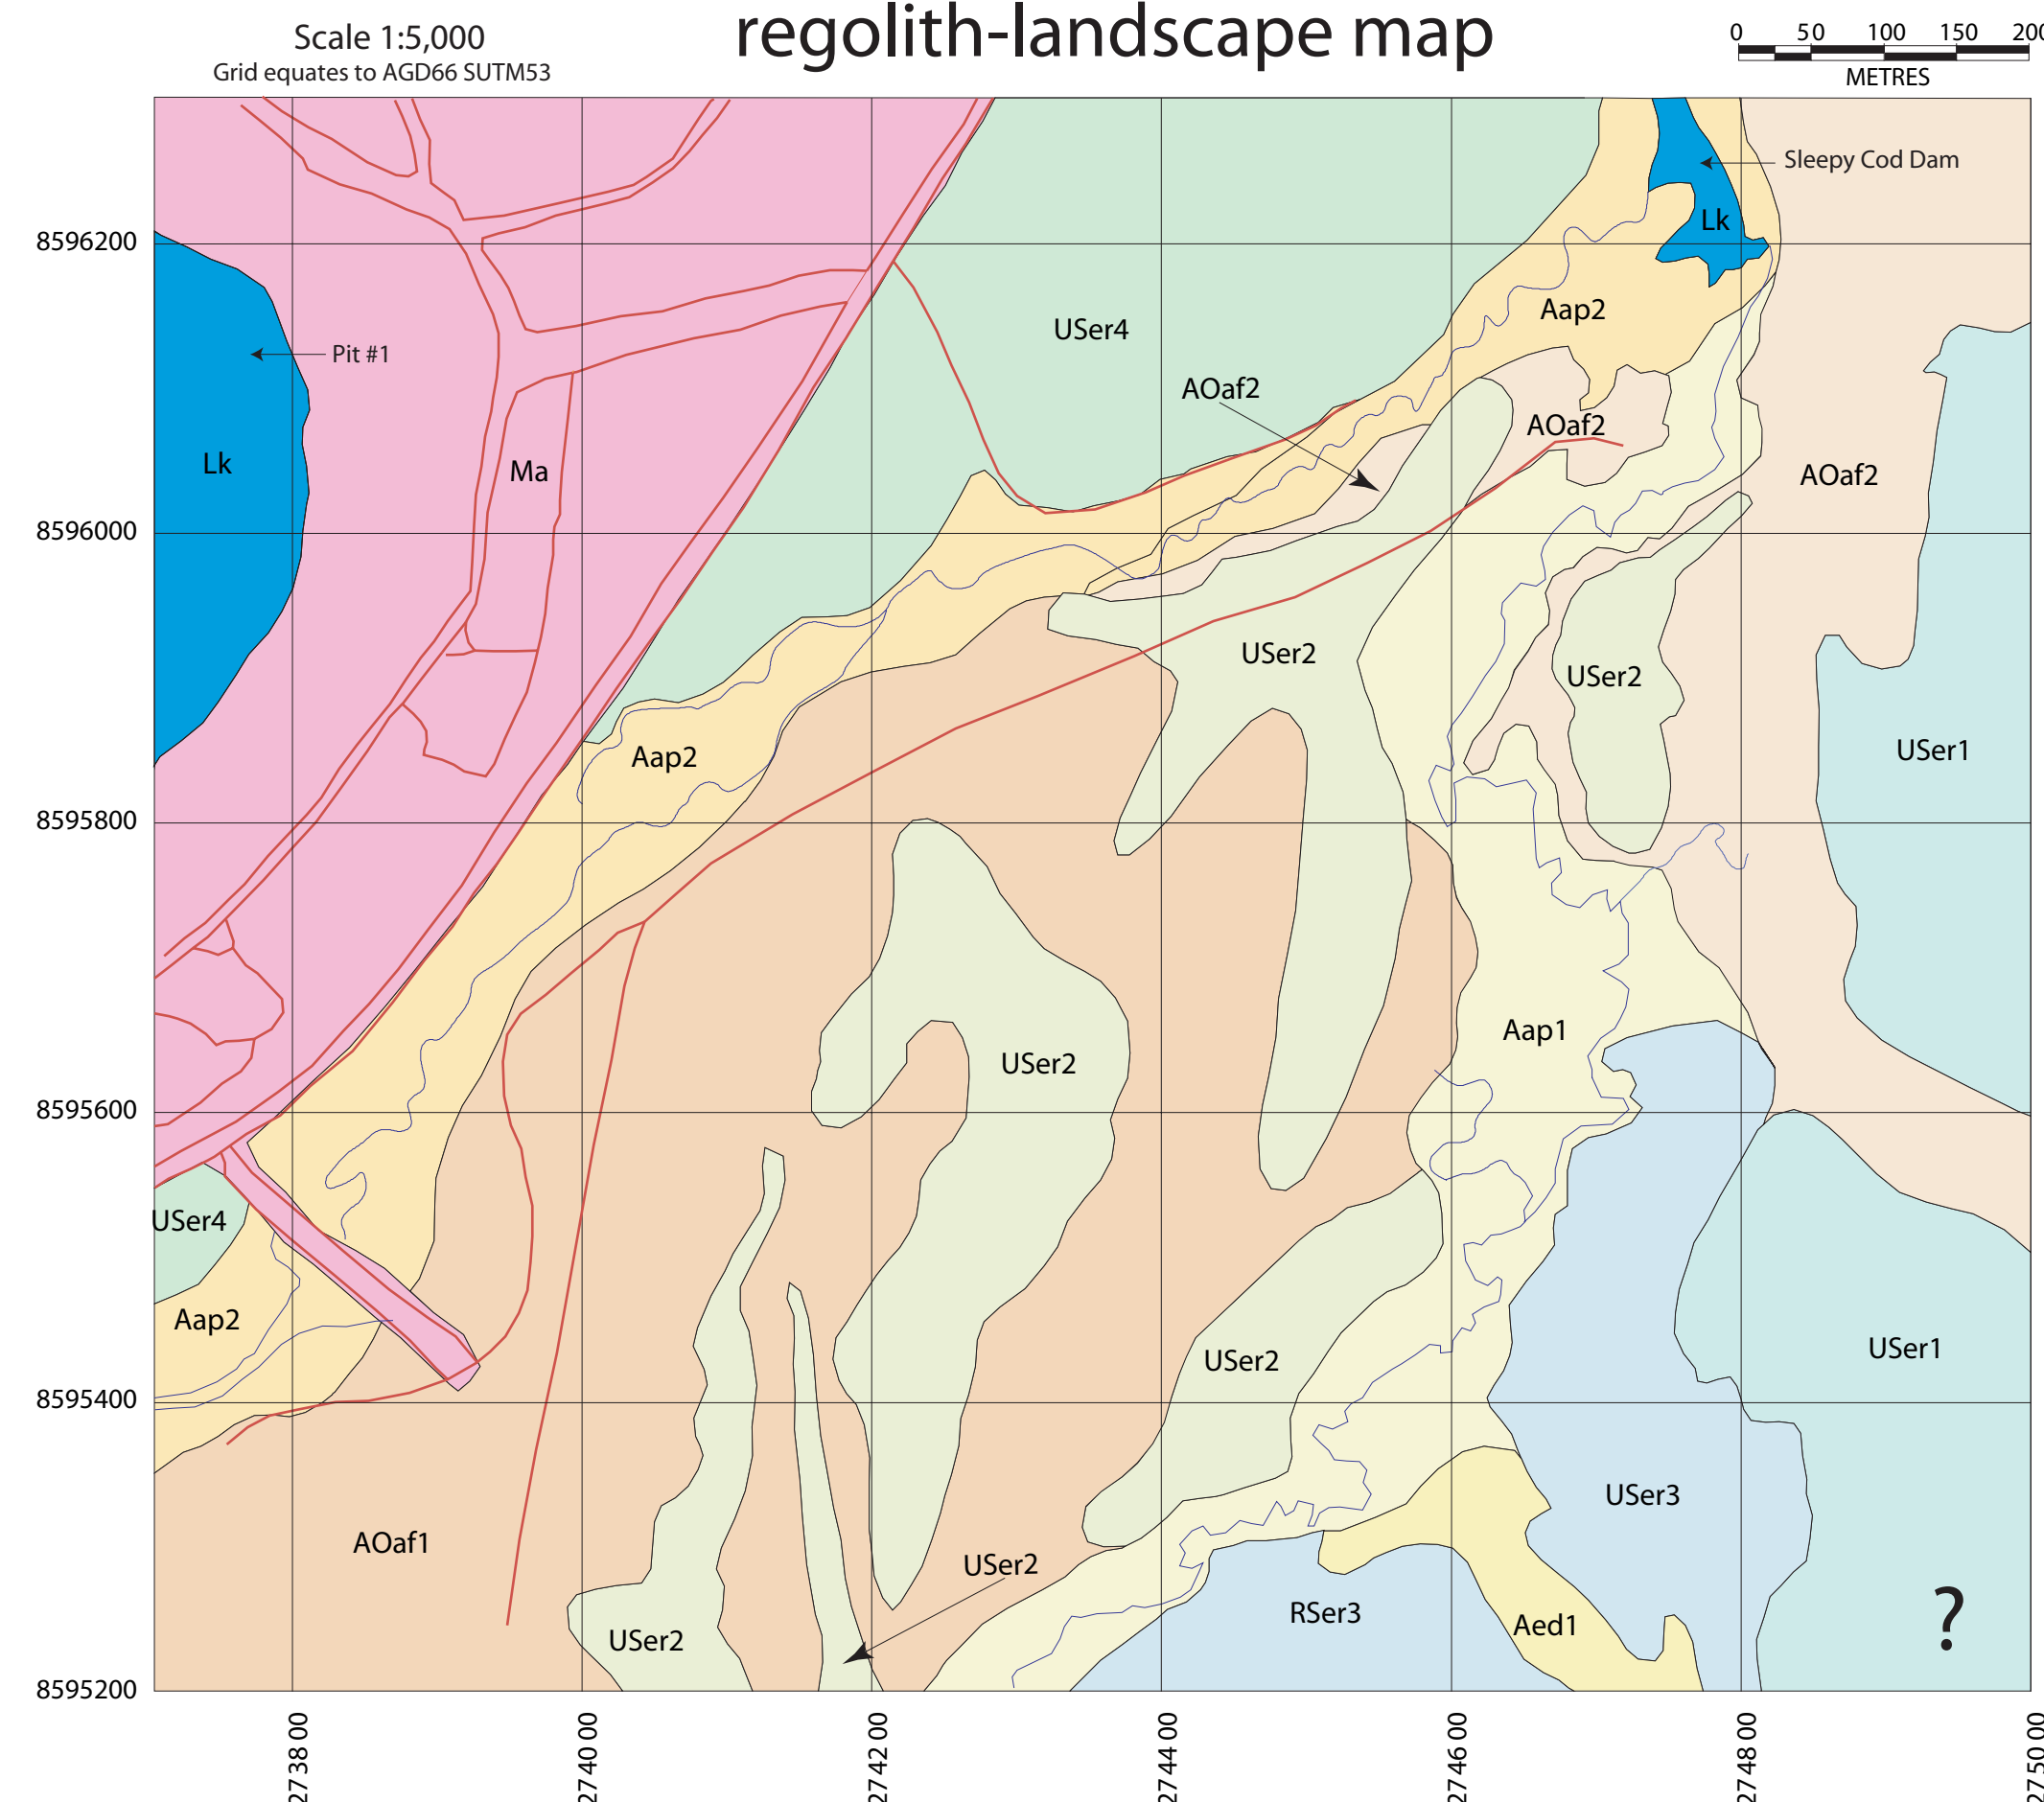 regolith-landscape map
Scale 1:5,000
Grid equates to AGD66 SUTM53
0 50 100 150 200
METRES
Sleepy Cod Dam
Lk
8596200
Aap2
USer4
Pit #1
AOaf2
AOaf2
Lk
Ma
AOaf2
8596000
USer2
USer2
Aap2
USer1
8595800
Aap1
USer2
8595600
USer4
Aap2
USer2
USer1
8595400
USer3
AOaf1
USer2
RSer3
Aed1
?
USer2
8595200
2738 00
2740 00
2742 00
2744 00
2746 00
2748 00
2750 00